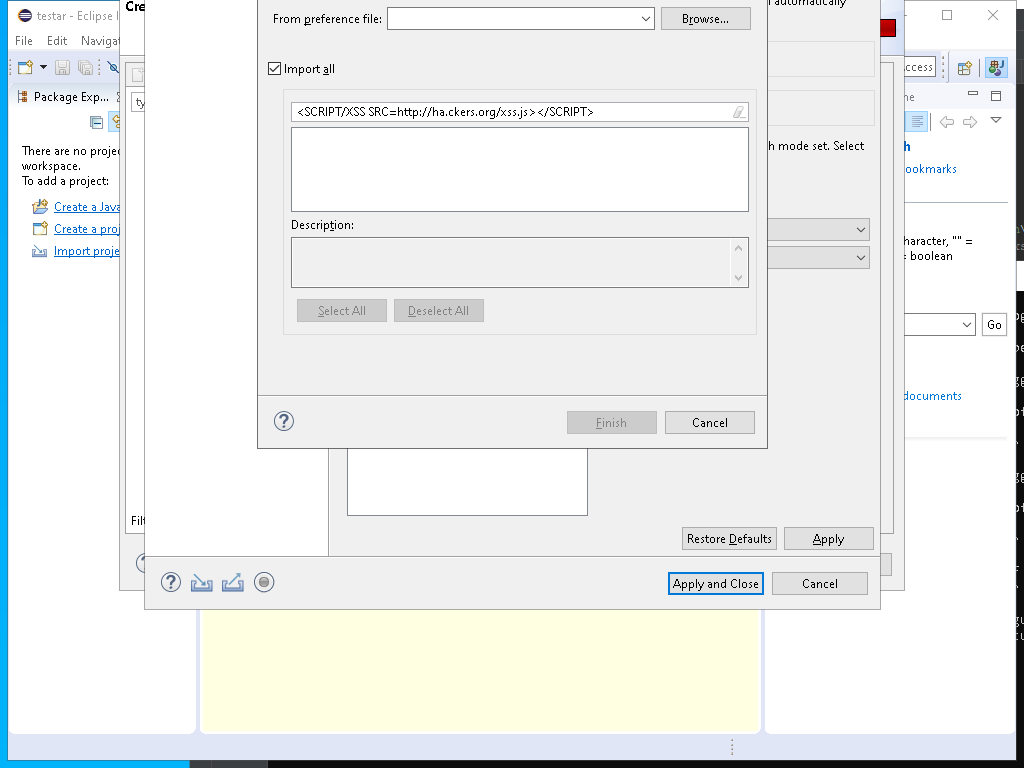 testar - Eclipse I
Cre
File Edit Navigat
Package Exp...
ty
There are no projec
workspace.
To add a project:
Create a Java
Create a proj
Import proje
Filt
From preference file:
Browse...
Import all
<SCRIPT/XSS SRC=http://ha.ckers.org/xss.js></SCRIPT>
Description:
Select All
Deselect All
Finish
Cancel
automatically
h mode set. Select
Restore Defaults
Apply
Apply and Close
Cancel
ccess
ne
h
ookmarks
haracter, "" =
= boolean
Go
documents